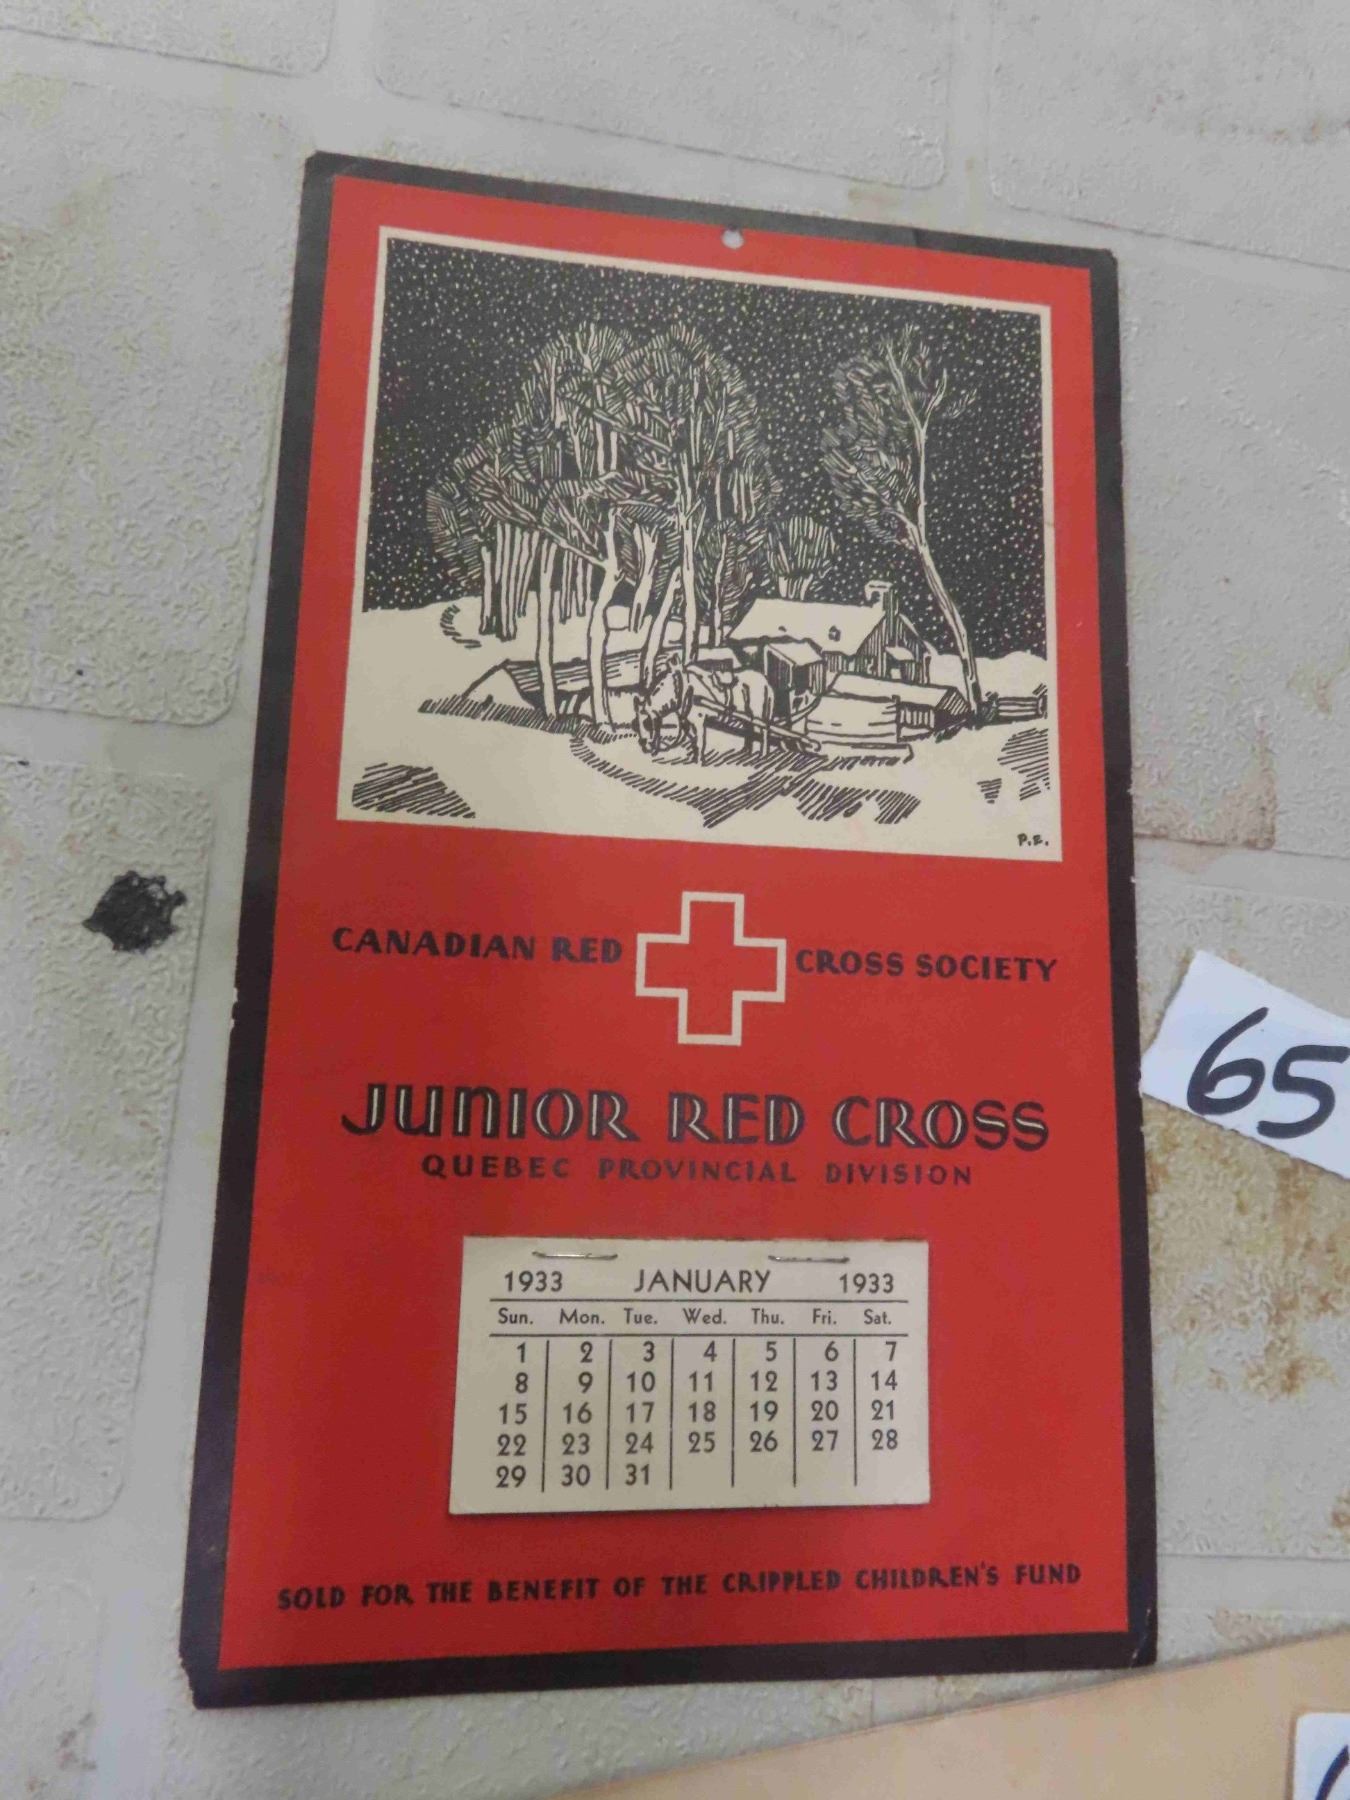 P.E.
CANADIAN RED CROSS SOCIETY
JUNIOR RED CROSS
QUEBEC PROVINCIAL DIVISION
1933 JANUARY 1933
Sun. Mon. Tue. Wed. Thu. Fri. Sat.
1 2 3 4 5 6 7
8 9 10 11 12 13 14
15 16 17 18 19 20 21
22 23 24 25 26 27 28
29 30 31
SOLD FOR THE BENEFIT OF THE CRIPPLED CHILDREN'S FUND
65